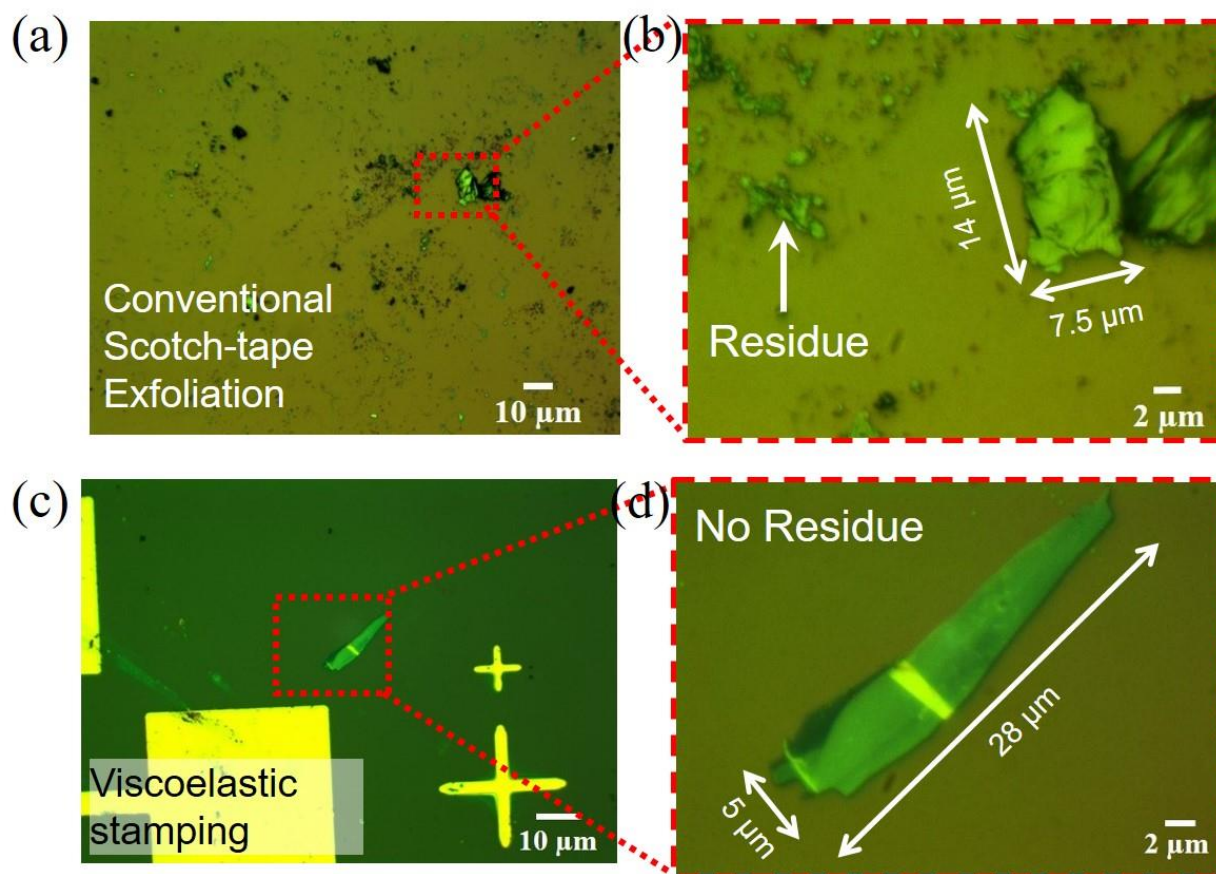 (a)
Conventional
Scotch-tape
Exfoliation
10 µm
(b)
14 µm
7.5 µm
Residue
2 µm
(c)
Viscoelastic
stamping
10 µm
(d)
No Residue
28 µm
5 µm
2 µm